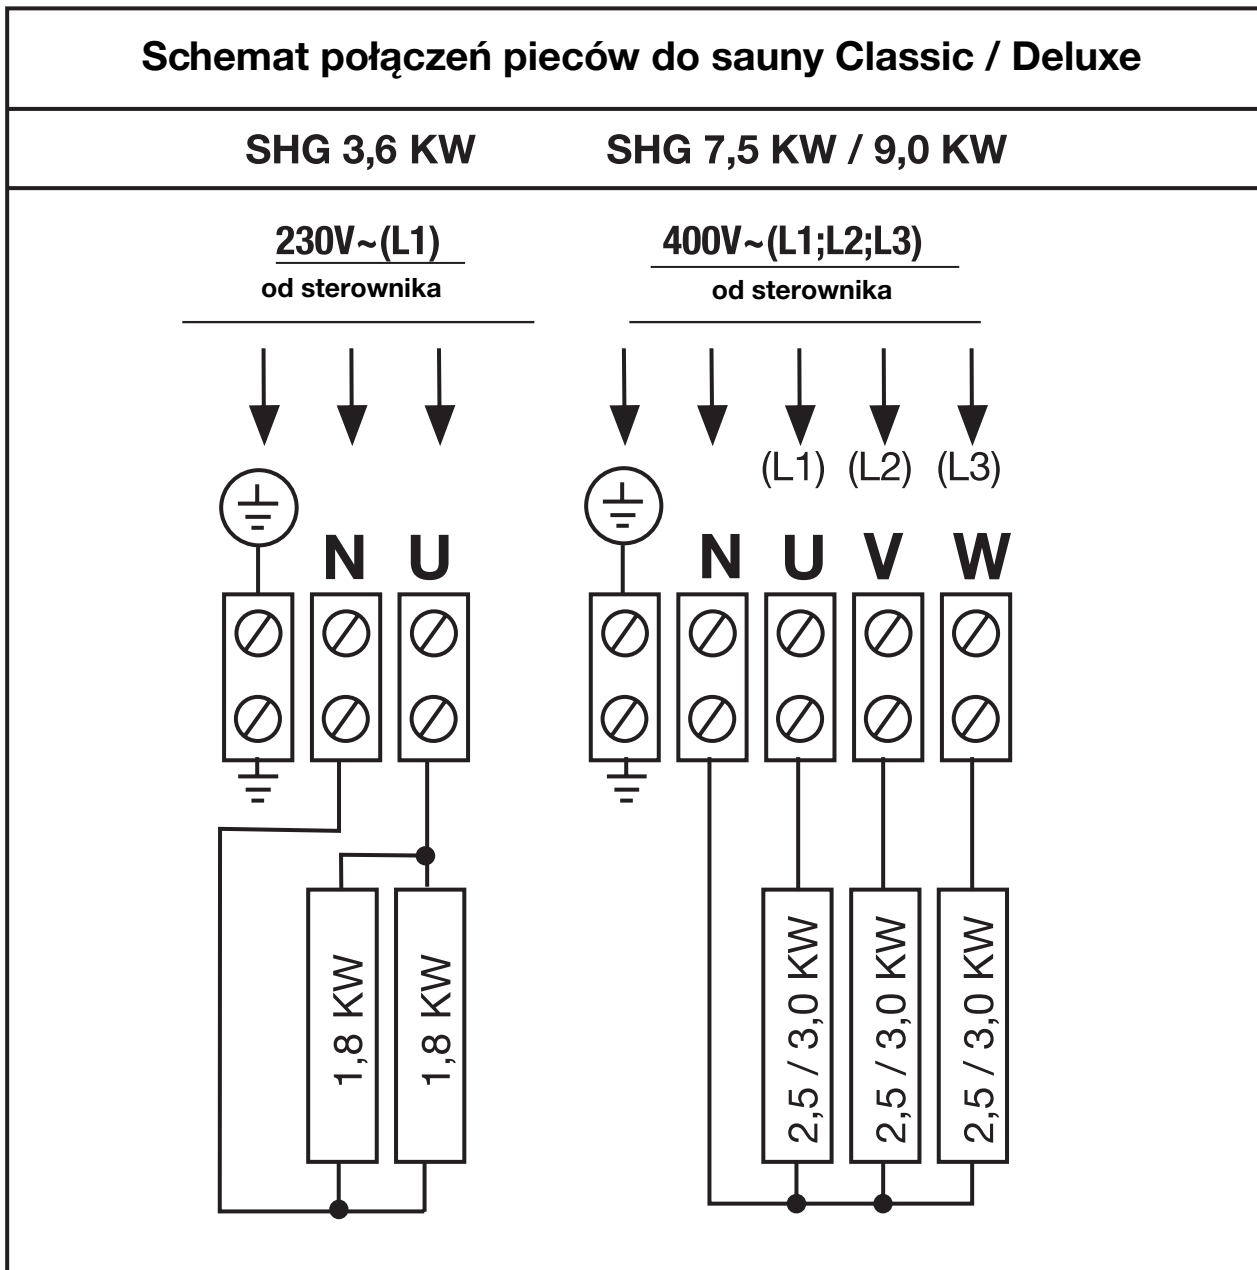 Schemat połączeń pieców do sauny Classic / Deluxe
SHG 3,6 KW
SHG 7,5 KW / 9,0 KW
230V~(L1)
od sterownika
400V~(L1;L2;L3)
od sterownika
(L1) (L2) (L3)
N U
N U V W
1,8 KW
1,8 KW
2,5 / 3,0 KW
2,5 / 3,0 KW
2,5 / 3,0 KW